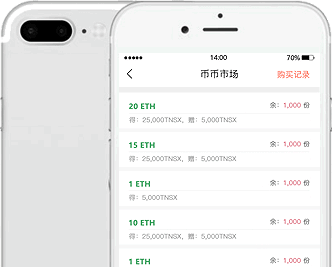 14:00 70%
币币市场 购买记录
20 ETH 余：1,000 份
得：25,000TNSX，赠：5,000TNSX
15 ETH 余：1,000 份
得：25,000TNSX，赠：5,000TNSX
1 ETH 余：1,000 份
得：5,000TNSX
10 ETH 余：1,000 份
得：25,000TNSX，赠：5,000TNSX
1 ETH 余：1,000 份